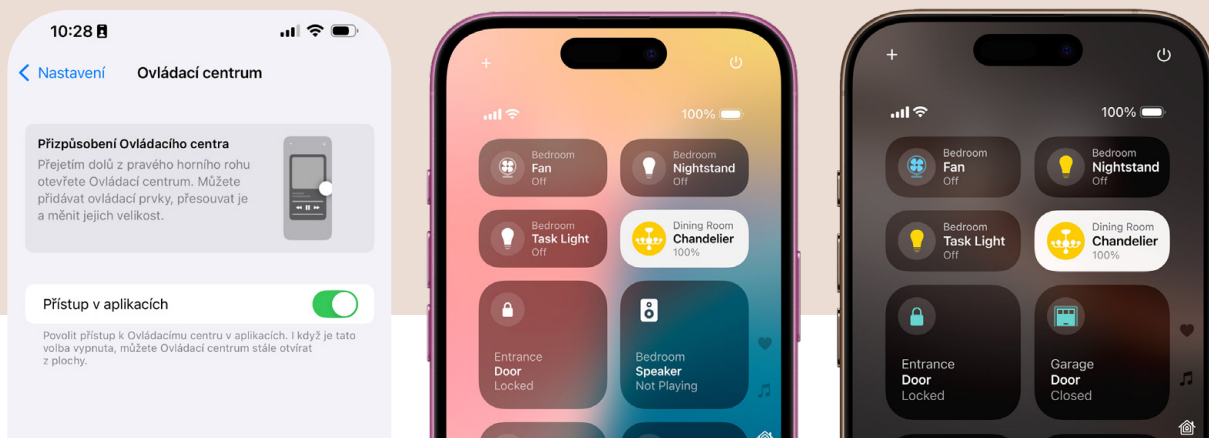 10:28
Nastavení
Ovládací centrum
Přizpůsobení Ovládacího centra
Přejetím dolů z pravého horního rohu
otevřete Ovládací centrum. Můžete
přidávat ovládací prvky, přesouvat je
a měnit jejich velikost.
Přístup v aplikacích
Povolit přístup k Ovládacímu centru v aplikacích. I když je tato
volba vypnuta, můžete Ovládací centrum stále otvírat
z plochy.
+
100%
Bedroom
Fan
Off
Bedroom
Nightstand
Off
Bedroom
Task Light
Off
Dining Room
Chandelier
100%
Entrance
Door
Locked
Bedroom
Speaker
Not Playing
+
100%
Bedroom
Fan
Off
Bedroom
Nightstand
Off
Bedroom
Task Light
Off
Dining Room
Chandelier
100%
Entrance
Door
Locked
Garage
Door
Closed